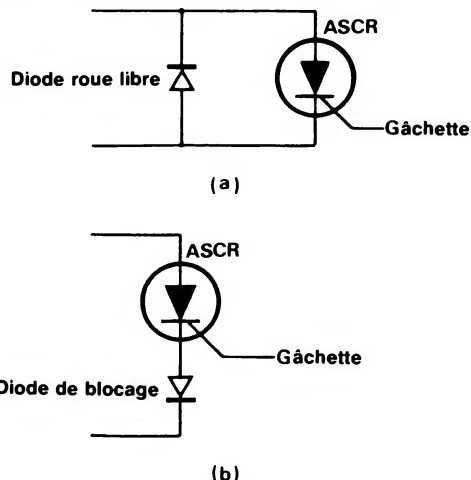 ASCR
Diode roue libre
Gâchette
(a)
ASCR
Gâchette
Diode de blocage
(b)